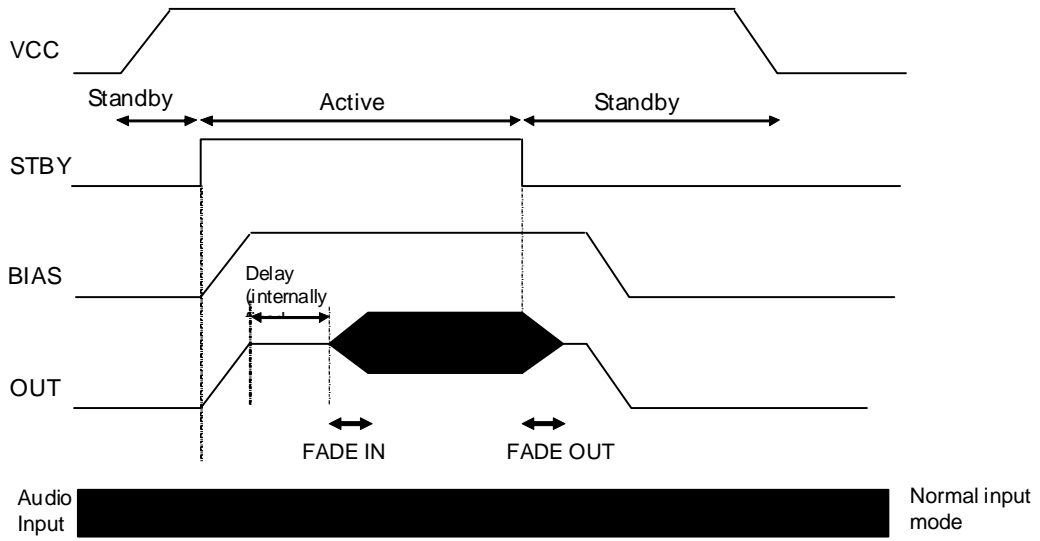 VCC
Standby
Active
Standby
STBY
BIAS
Delay
(internally
OUT
FADE IN
FADE OUT
Audio
Input
Normal input
mode